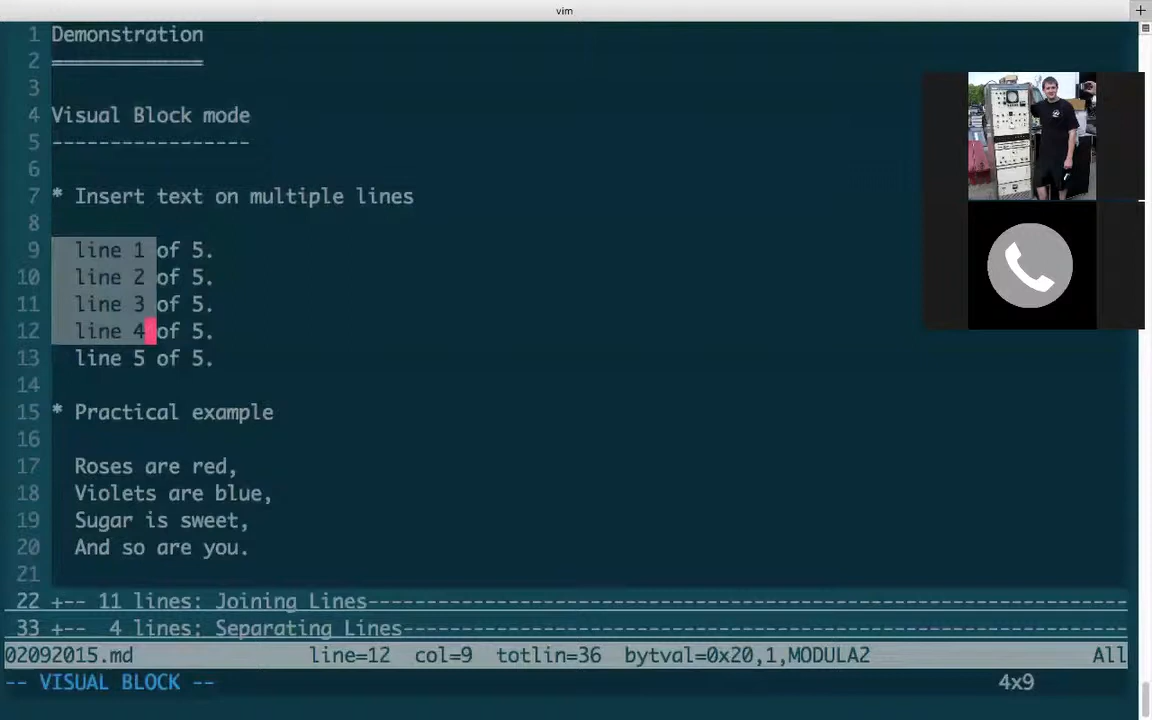 vim
1 Demonstration
2 =============
3
4 Visual Block mode
5 -----------------
6
7 * Insert text on multiple lines
8
9   line 1 of 5.
10   line 2 of 5.
11   line 3 of 5.
12   line 4 of 5.
13   line 5 of 5.
14
15 * Practical example
16
17   Roses are red,
18   Violets are blue,
19   Sugar is sweet,
20   And so are you.
21
22 +-- 11 lines: Joining Lines-----------------------------------------------------------------
33 +--  4 lines: Separating Lines--------------------------------------------------------------
02092015.md line=12 col=9 totlin=36 bytval=0x20,1,MODULA2 All
-- VISUAL BLOCK -- 4x9